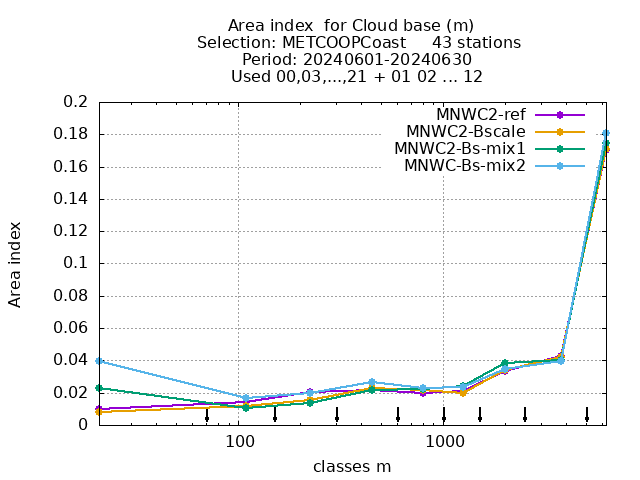 Area index  for Cloud base (m)
Selection: METCOOPCoast     43 stations
Period: 20240601-20240630
Used 00,03,...,21 + 01 02 ... 12
MNWC2-ref
MNWC2-Bscale
MNWC2-Bs-mix1
MNWC-Bs-mix2
Area index
0.2
0.18
0.16
0.14
0.12
0.1
0.08
0.06
0.04
0.02
0
100
1000
classes m